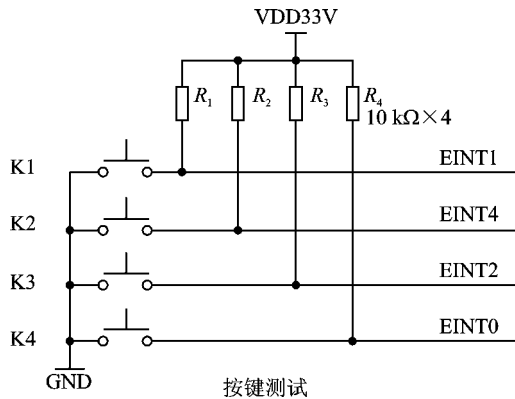 VDD33V
R1
R2
R3
R4
10 kΩ×4
K1
EINT1
K2
EINT4
K3
EINT2
K4
EINT0
GND
按键测试